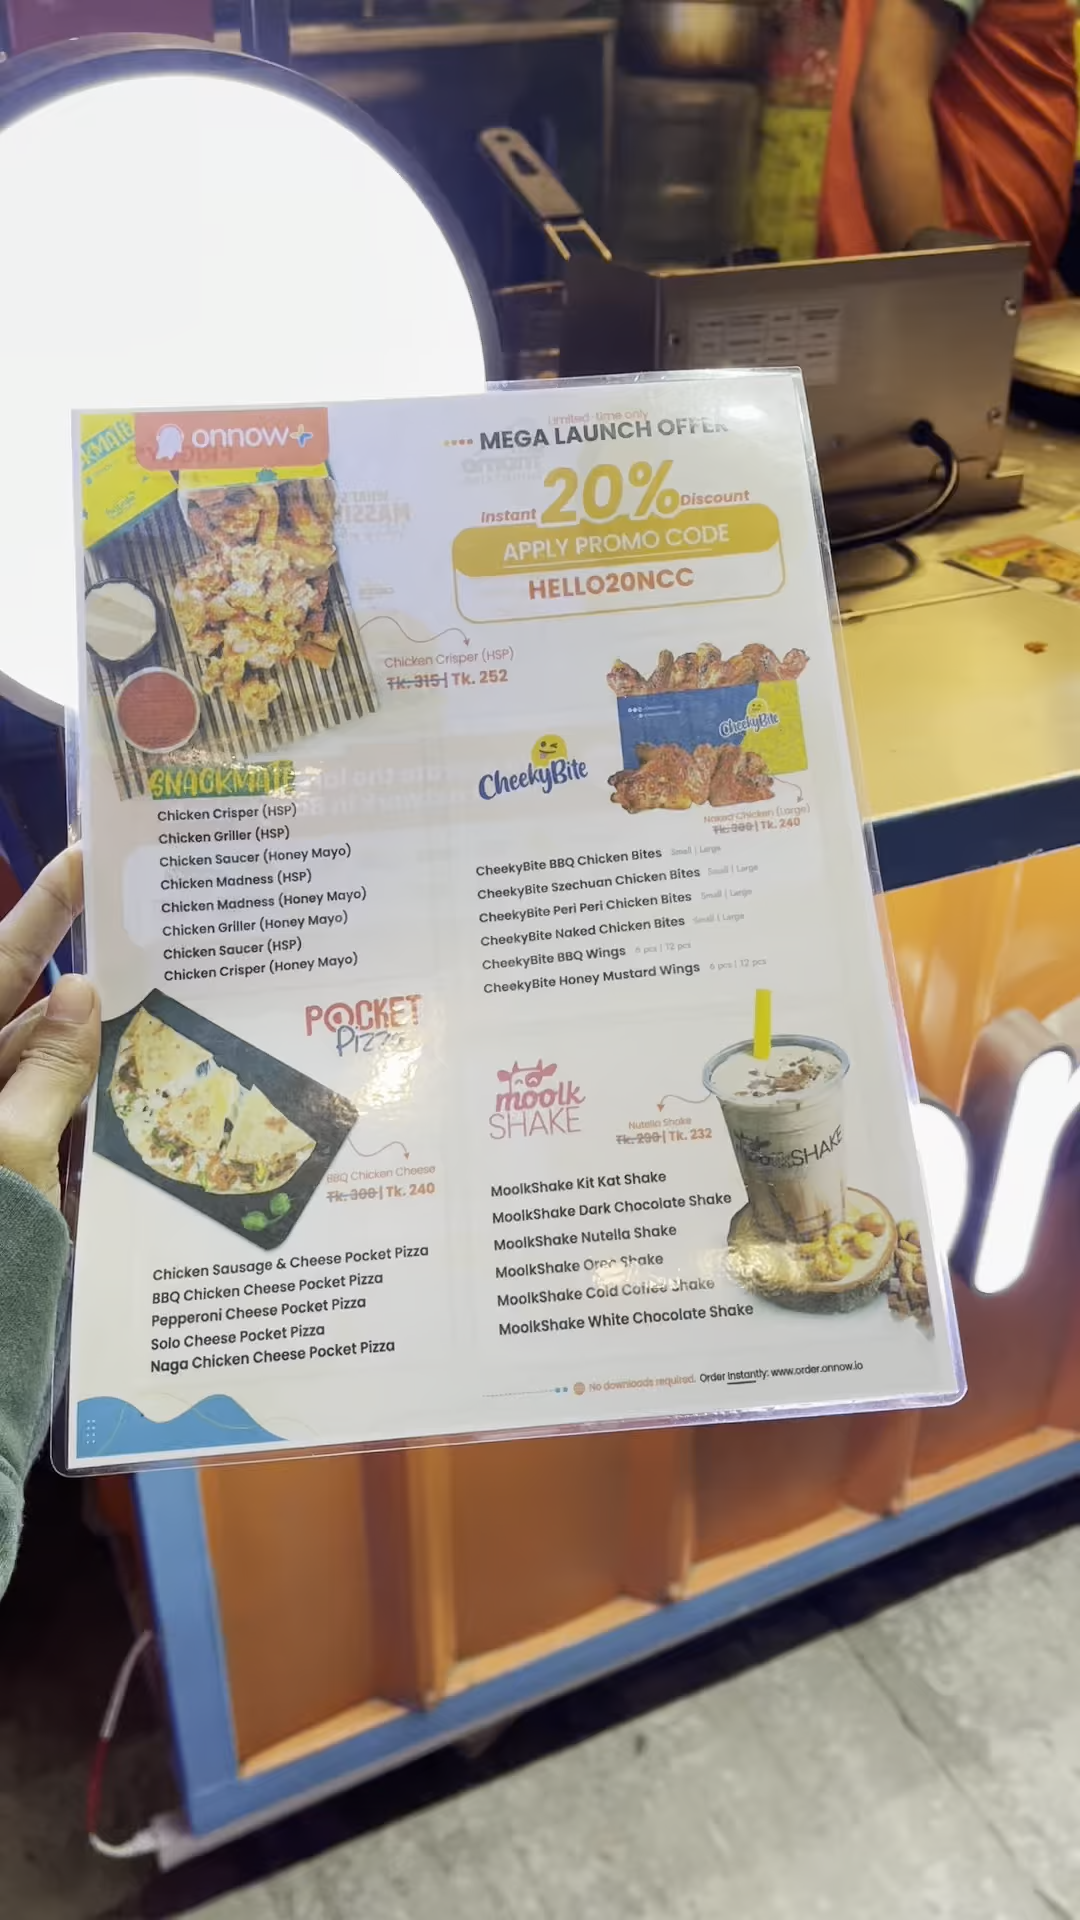 onnow+
Limited-time only
MEGA LAUNCH OFFER
Instant 20% Discount
APPLY PROMO CODE
HELLO20NCC
Chicken Crisper (HSP)
Tk. 315 | Tk. 252
SNACKMATE
Chicken Crisper (HSP)
Chicken Griller (HSP)
Chicken Saucer (Honey Mayo)
Chicken Madness (HSP)
Chicken Madness (Honey Mayo)
Chicken Griller (Honey Mayo)
Chicken Saucer (HSP)
Chicken Crisper (Honey Mayo)
CheekyBite
CheekyBite
Naked Chicken (Large)
Tk. 300 | Tk. 240
CheekyBite BBQ Chicken Bites Small | Large
CheekyBite Szechuan Chicken Bites Small | Large
CheekyBite Peri Peri Chicken Bites Small | Large
CheekyBite Naked Chicken Bites Small | Large
CheekyBite BBQ Wings 6 pcs | 12 pcs
CheekyBite Honey Mustard Wings 6 pcs | 12 pcs
POCKET
Pizza
BBQ Chicken Cheese
Tk. 300 | Tk. 240
Chicken Sausage & Cheese Pocket Pizza
BBQ Chicken Cheese Pocket Pizza
Pepperoni Cheese Pocket Pizza
Solo Cheese Pocket Pizza
Naga Chicken Cheese Pocket Pizza
moolk
SHAKE
Nutella Shake
Tk. 290 | Tk. 232
moolk SHAKE
MoolkShake Kit Kat Shake
MoolkShake Dark Chocolate Shake
MoolkShake Nutella Shake
MoolkShake Oreo Shake
MoolkShake Cold Coffee Shake
MoolkShake White Chocolate Shake
No downloads required. Order Instantly: www.order.onnow.io